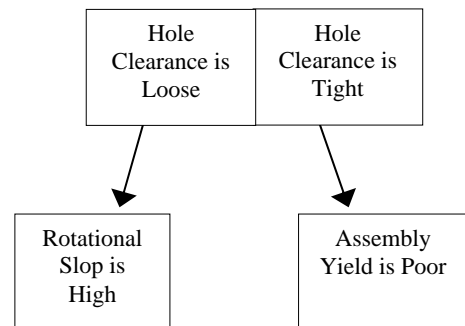 Hole
Clearance is
Loose
Hole
Clearance is
Tight
Rotational
Slop is
High
Assembly
Yield is Poor